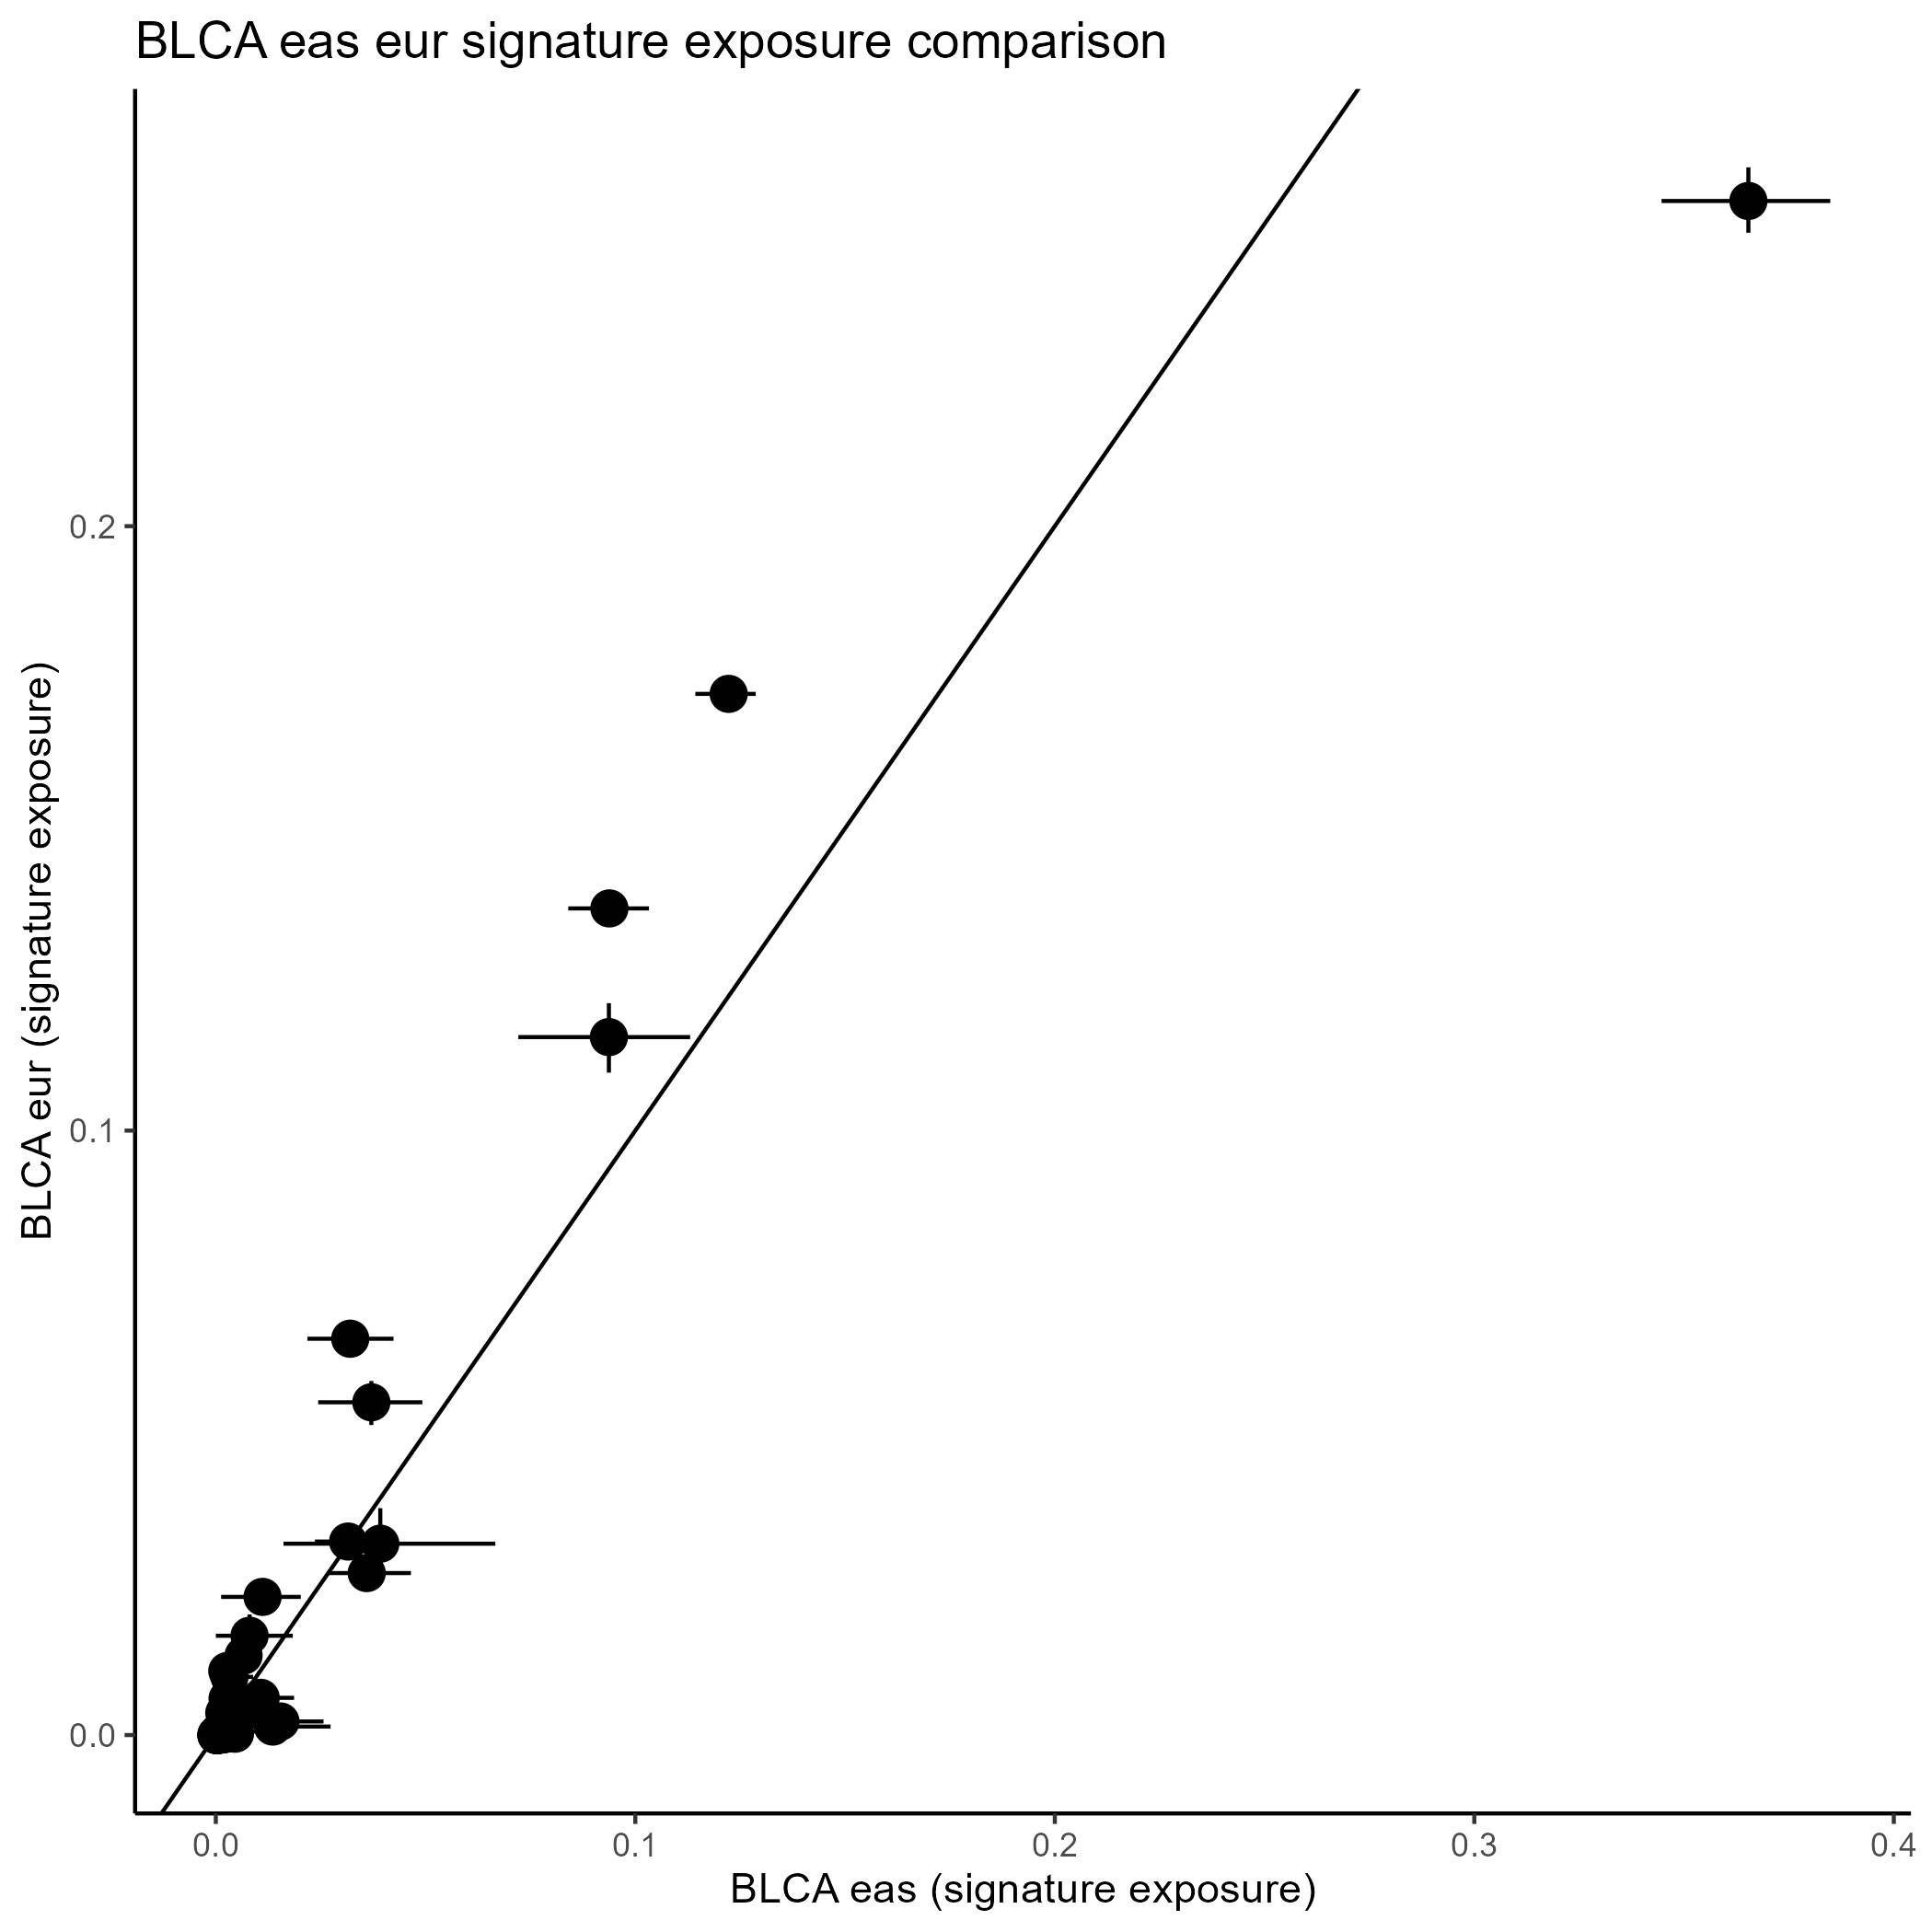 BLCA eas eur signature exposure comparison
BLCA eur (signature exposure)
0.2
0.1
0.0
0.0 0.1 0.2 0.3 0.4
BLCA eas (signature exposure)